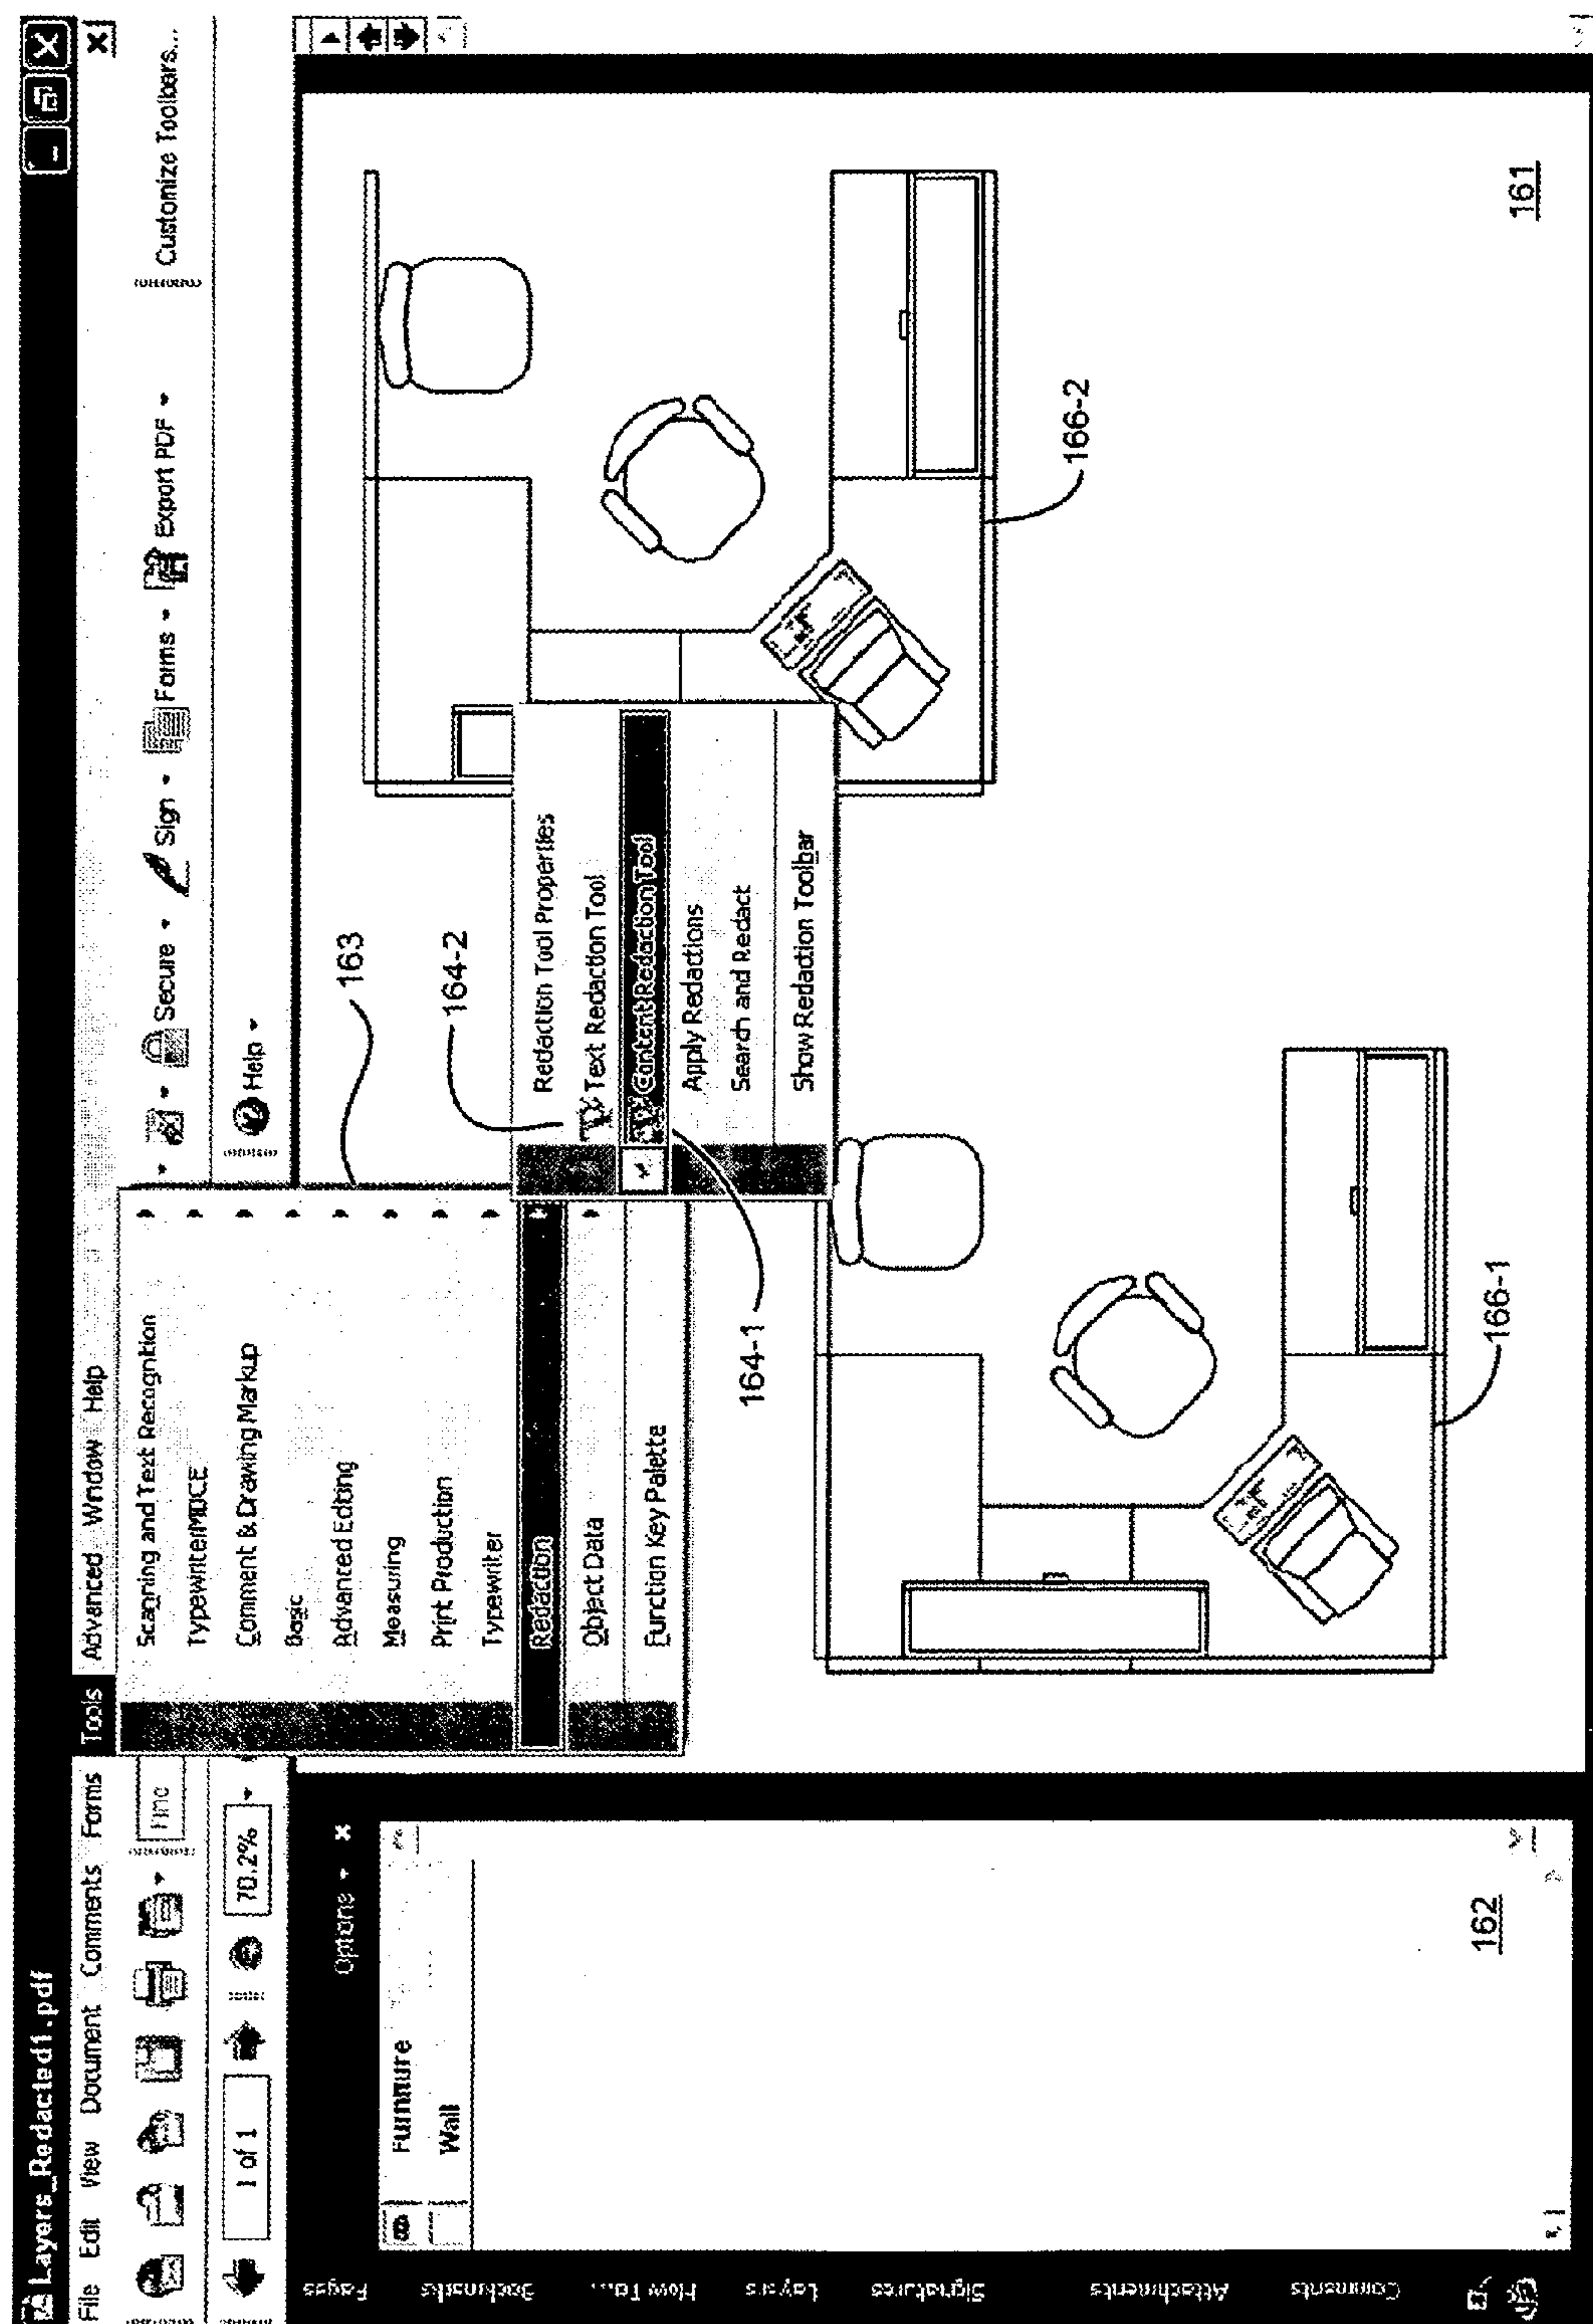 Layers_Redacted1.pdf
File Edit View Document Comments Forms Tools Advanced Window Help
Secure Sign Forms Export PDF Customize Toolbars...
1 of 1 70.2% Help
Options
Furniture
Wall
Pages
Bookmarks
How To...
Layers
Signatures
Attachments
Comments
Scanning and Text Recogntion
TypewriterMDCE
Comment & Drawing Markup
Basic
Advanced Editing
Measuring
Print Production
Typewriter
Redaction
Object Data
Function Key Palette
Redaction Tool Properties
Text Redaction Tool
Content Redaction Tool
Apply Redactions
Search and Redact
Show Redaction Toolbar
163
164-2
164-1
166-2
166-1
161
162